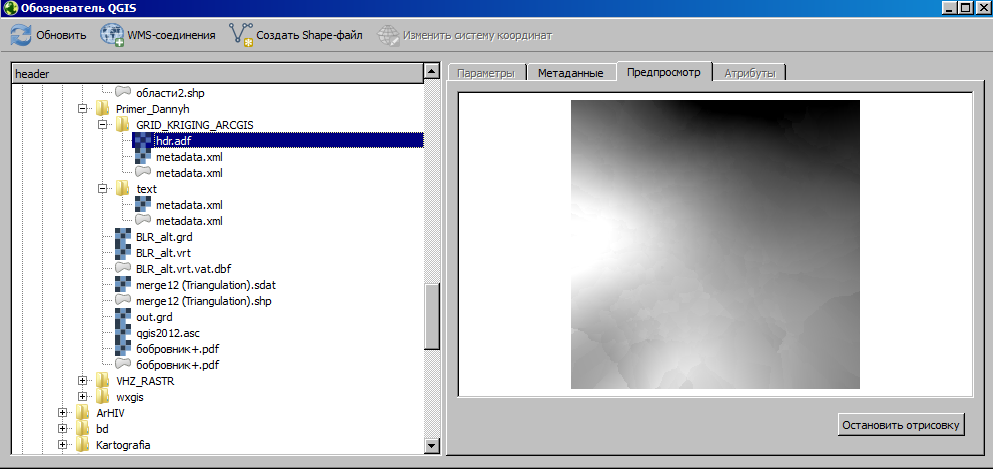 Обозреватель QGIS
Обновить WMS-соединения Создать Shape-файл Изменить систему координат
header
Параметры Метаданные Предпросмотр Атрибуты
области2.shp
Primer_Dannyh
GRID_KRIGING_ARCGIS
hdr.adf
metadata.xml
metadata.xml
text
metadata.xml
metadata.xml
BLR_alt.grd
BLR_alt.vrt
BLR_alt.vrt.vat.dbf
merge12 (Triangulation).sdat
merge12 (Triangulation).shp
out.grd
qgis2012.asc
бобровник+.pdf
бобровник+.pdf
VHZ_RASTR
wxgis
ArHIV
bd
Kartografia
Остановить отрисовку